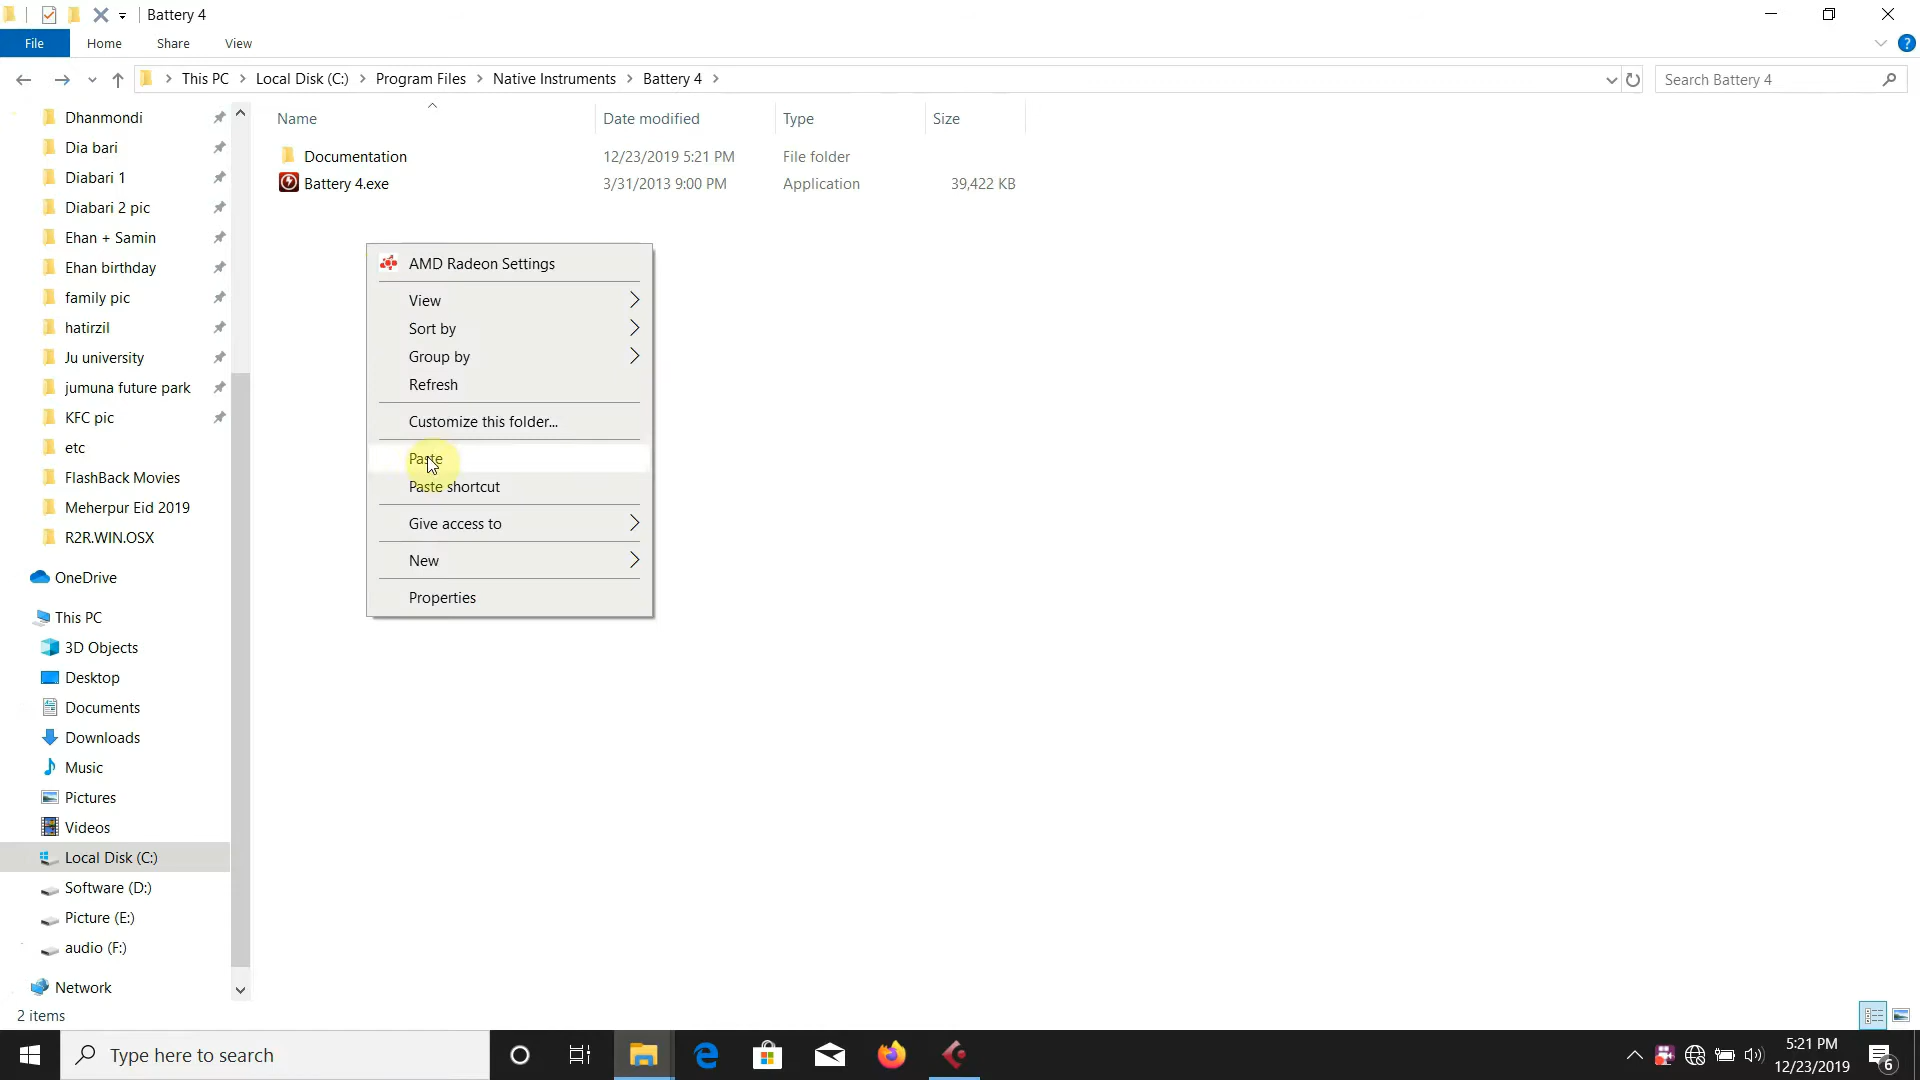 Battery 4
File Home Share View
This PC Local Disk (C:) Program Files Native Instruments Battery 4
Search Battery 4
Name Date modified Type Size
Documentation 12/23/2019 5:21 PM File folder
Battery 4.exe 3/31/2013 9:00 PM Application 39,422 KB
Dhanmondi
Dia bari
Diabari 1
Diabari 2 pic
Ehan + Samin
Ehan birthday
family pic
hatirzil
Ju university
jumuna future park
KFC pic
etc
FlashBack Movies
Meherpur Eid 2019
R2R.WIN.OSX
OneDrive
This PC
3D Objects
Desktop
Documents
Downloads
Music
Pictures
Videos
Local Disk (C:)
Software (D:)
Picture (E:)
audio (F:)
Network
AMD Radeon Settings
View
Sort by
Group by
Refresh
Customize this folder...
Paste
Paste shortcut
Give access to
New
Properties
2 items
Type here to search
5:21 PM
12/23/2019
6